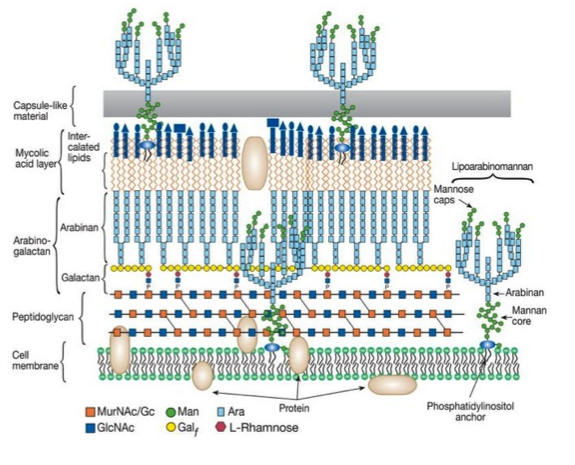 Capsule-like
material
Mycolic
acid layer
Inter-
calated
lipids
Lipoarabinomannan
Mannose
caps
Arabino-
galactan
Arabinan
Galactan
Arabinan
Mannan
core
Peptidoglycan
Cell
membrane
P
P
P
P
P
Protein
Phosphatidylinositol
anchor
MurNAc/Gc
Man
Ara
GlcNAc
Galf
L-Rhamnose